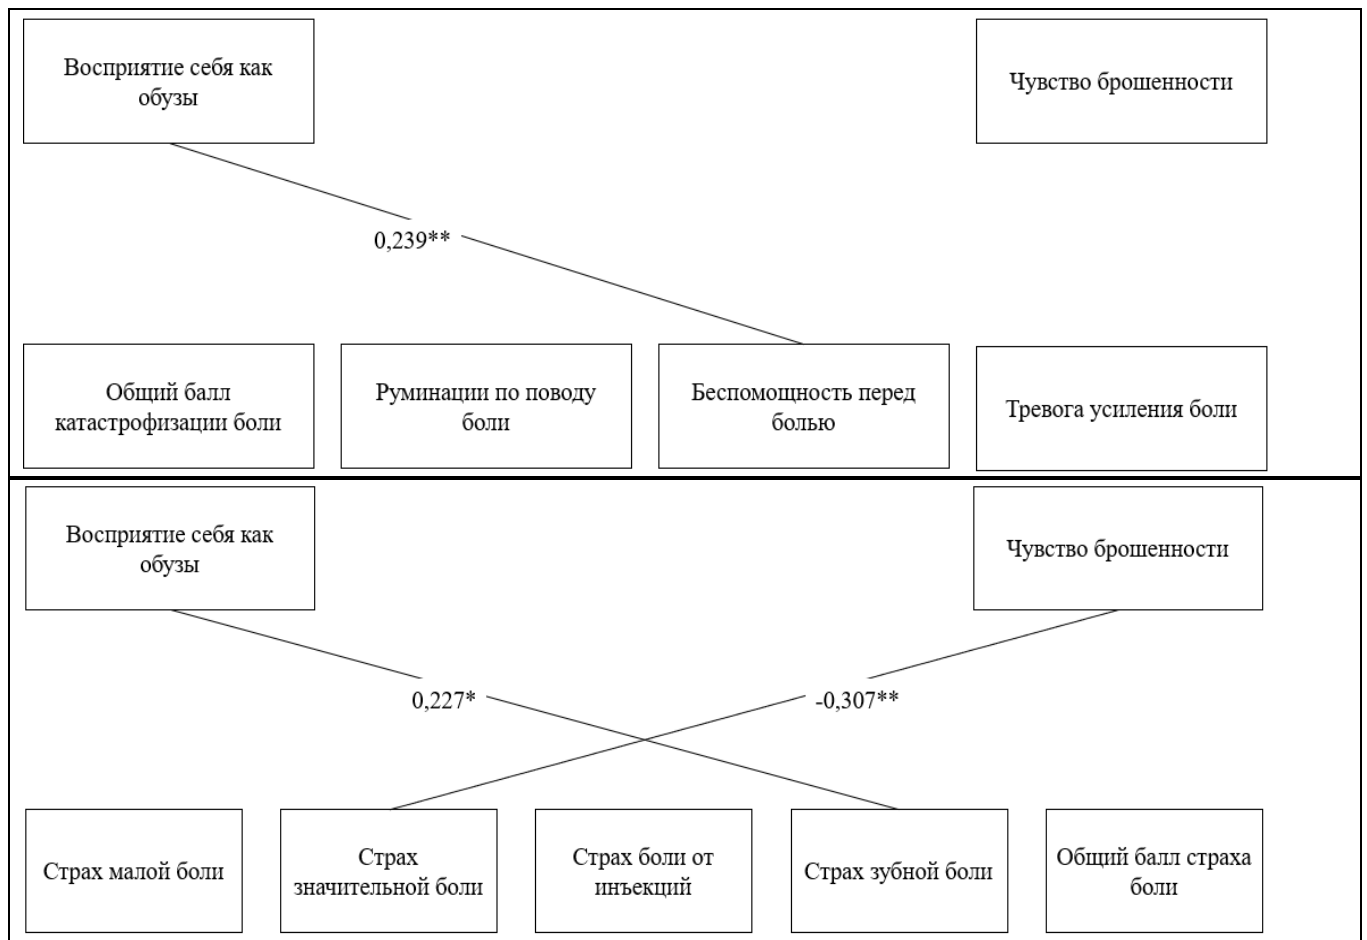 Восприятие себя как
обузы
Чувство брошенности
0,239**
Общий балл
катастрофизации боли
Руминации по поводу
боли
Беспомощность перед
болью
Тревога усиления боли
Восприятие себя как
обузы
Чувство брошенности
0,227*
-0,307**
Страх малой боли
Страх
значительной боли
Страх боли от
инъекций
Страх зубной боли
Общий балл страха
боли